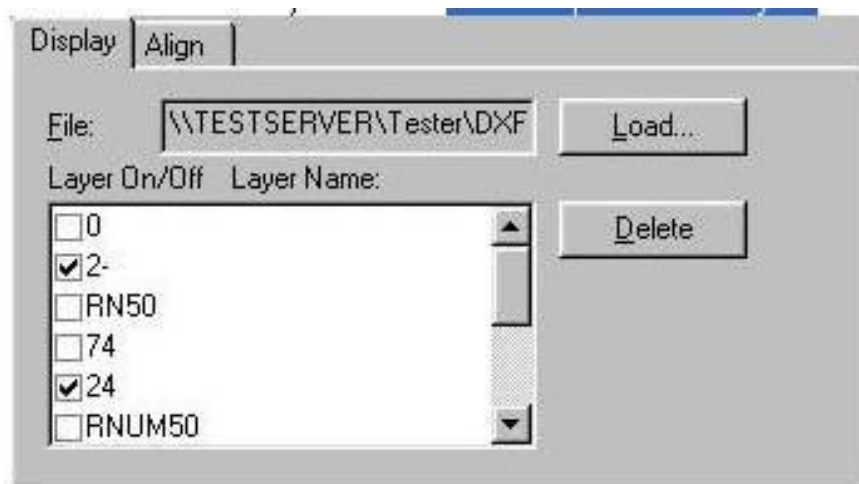 Display Align
File: \\TESTSERVER\Tester\DXF Load...
Layer On/Off Layer Name:
0
Delete
2-
RN50
74
24
RNUM50